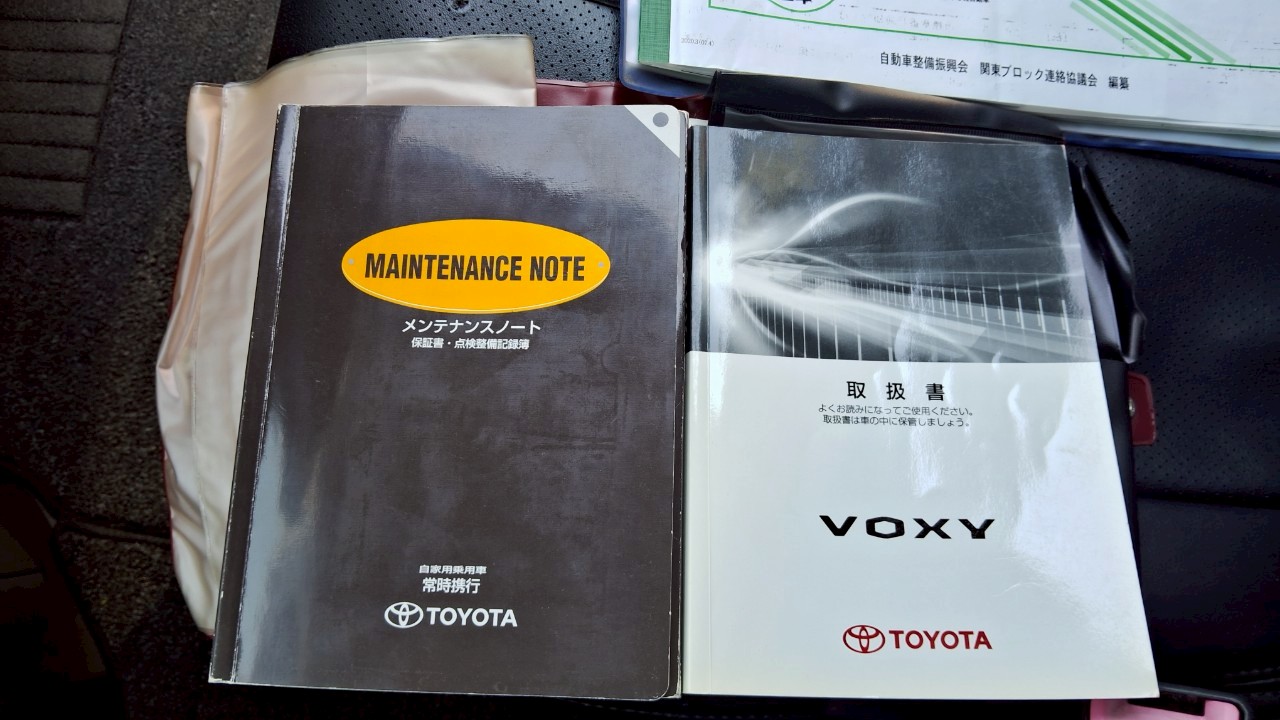 自動車整備振興会 関東ブロック連絡協議会 編纂
MAINTENANCE NOTE
メンテナンスノート
保証書・点検整備記録簿
自家用乗用車
常時携行
TOYOTA
取扱書
よくお読みになってご使用ください。
取扱書は車の中に保管しましょう。
VOXY
TOYOTA